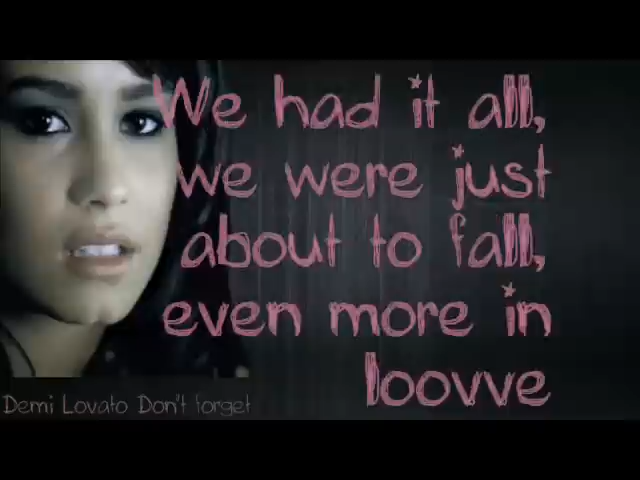 We had it all,
we were just
about to fall,
even more in
loovve
Demi Lovato Don't forget